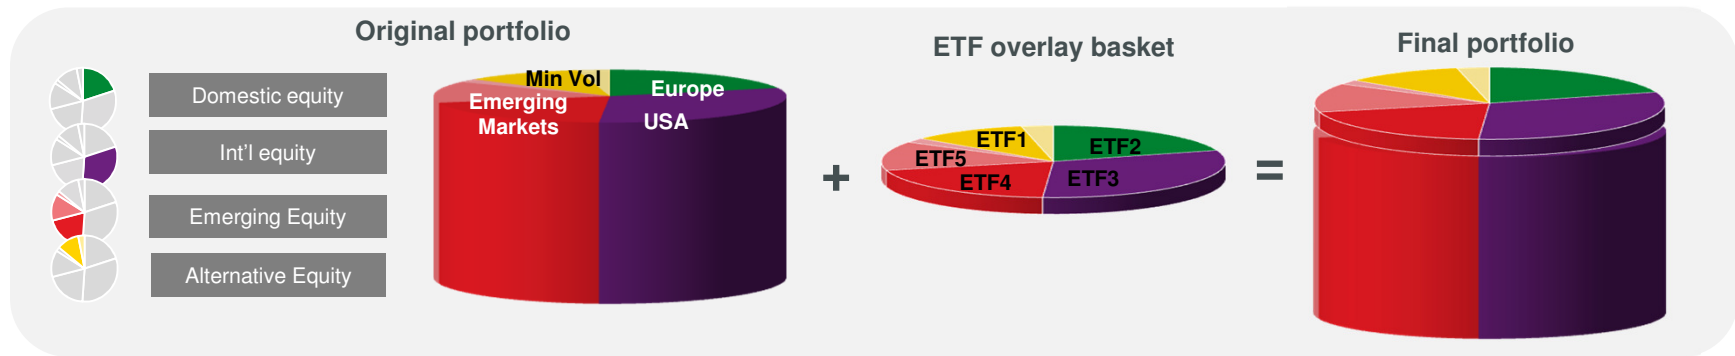 Original portfolio
ETF overlay basket
Final portfolio
Domestic equity
Int'l equity
Emerging Equity
Alternative Equity
Min Vol
Europe
Emerging
Markets
USA
+
ETF1
ETF2
ETF5
ETF3
ETF4
=